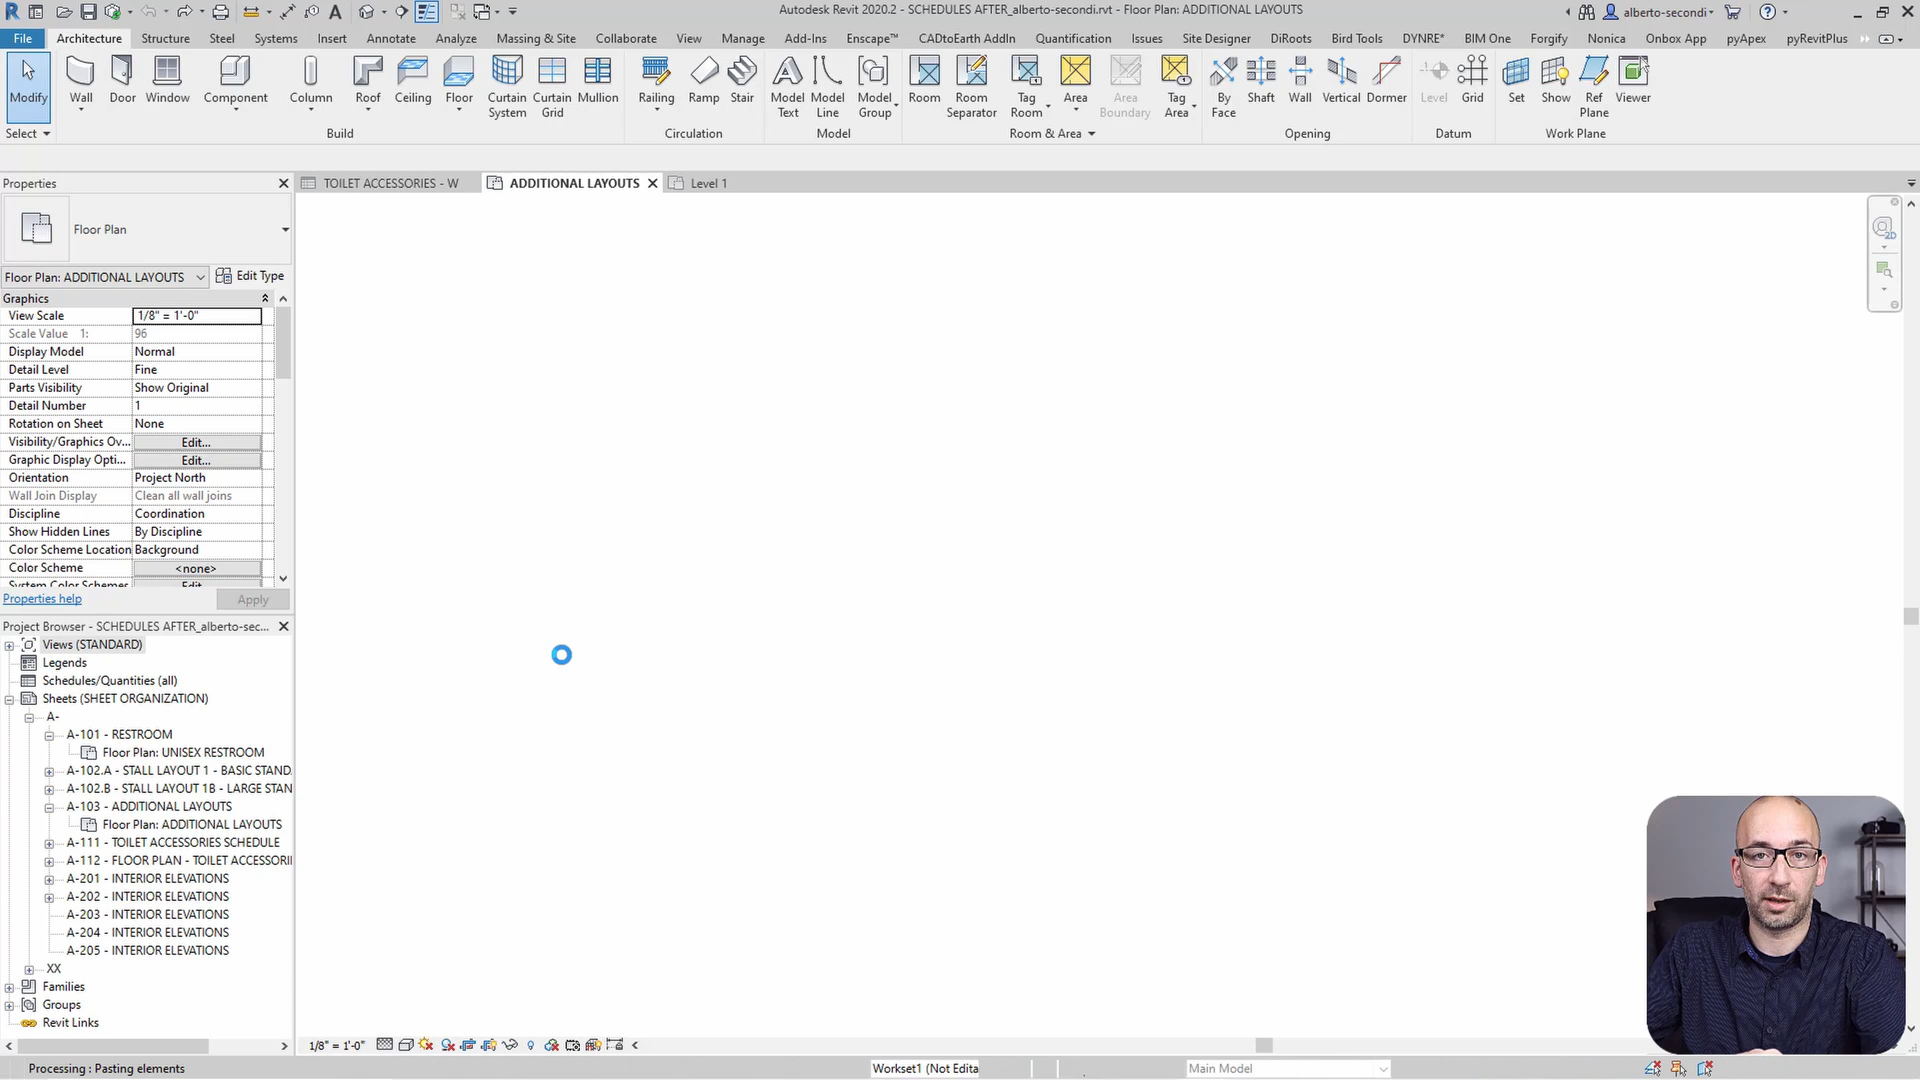 Autodesk Revit 2020.2 - SCHEDULES AFTER_alberto-secondi.rvt - Floor Plan: ADDITIONAL LAYOUTS
alberto-secondi
File Architecture Structure Steel Systems Insert Annotate Analyze Massing & Site Collaborate View Manage Add-Ins Enscape™ CADtoEarth AddIn Quantification Issues Site Designer DiRoots Bird Tools DYNRE* BIM One Forgify Nonica Onbox App pyApex pyRevitPlus
Modify Wall Door Window Component Column Roof Ceiling Floor Curtain System Curtain Grid Mullion Railing Ramp Stair Model Text Model Line Model Group Room Room Separator Tag Room Area Area Boundary Tag Area By Face Shaft Wall Vertical Dormer Level Grid Set Show Ref Plane Viewer
Select Build Circulation Model Room & Area Opening Datum Work Plane
Properties
TOILET ACCESSORIES - W ADDITIONAL LAYOUTS Level 1
Floor Plan
2D
Floor Plan: ADDITIONAL LAYOUTS Edit Type
Graphics
View Scale 1/8" = 1'-0"
Scale Value 1: 96
Display Model Normal
Detail Level Fine
Parts Visibility Show Original
Detail Number 1
Rotation on Sheet None
Visibility/Graphics Ov... Edit...
Graphic Display Opti... Edit...
Orientation Project North
Wall Join Display Clean all wall joins
Discipline Coordination
Show Hidden Lines By Discipline
Color Scheme Location Background
Color Scheme <none>
System Color Schemes Edit
Properties help Apply
Project Browser - SCHEDULES AFTER_alberto-sec...
Views (STANDARD)
Legends
Schedules/Quantities (all)
Sheets (SHEET ORGANIZATION)
A-
A-101 - RESTROOM
Floor Plan: UNISEX RESTROOM
A-102.A - STALL LAYOUT 1 - BASIC STAND
A-102.B - STALL LAYOUT 1B - LARGE STAN
A-103 - ADDITIONAL LAYOUTS
Floor Plan: ADDITIONAL LAYOUTS
A-111 - TOILET ACCESSORIES SCHEDULE
A-112 - FLOOR PLAN - TOILET ACCESSORI
A-201 - INTERIOR ELEVATIONS
A-202 - INTERIOR ELEVATIONS
A-203 - INTERIOR ELEVATIONS
A-204 - INTERIOR ELEVATIONS
A-205 - INTERIOR ELEVATIONS
XX
Families
Groups
Revit Links
1/8" = 1'-0"
Processing : Pasting elements Workset1 (Not Edita Main Model